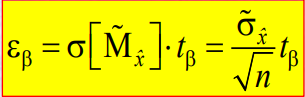 ε_β = σ[M̃_x̂]·t_β = σ̃_x̂/√n t_β